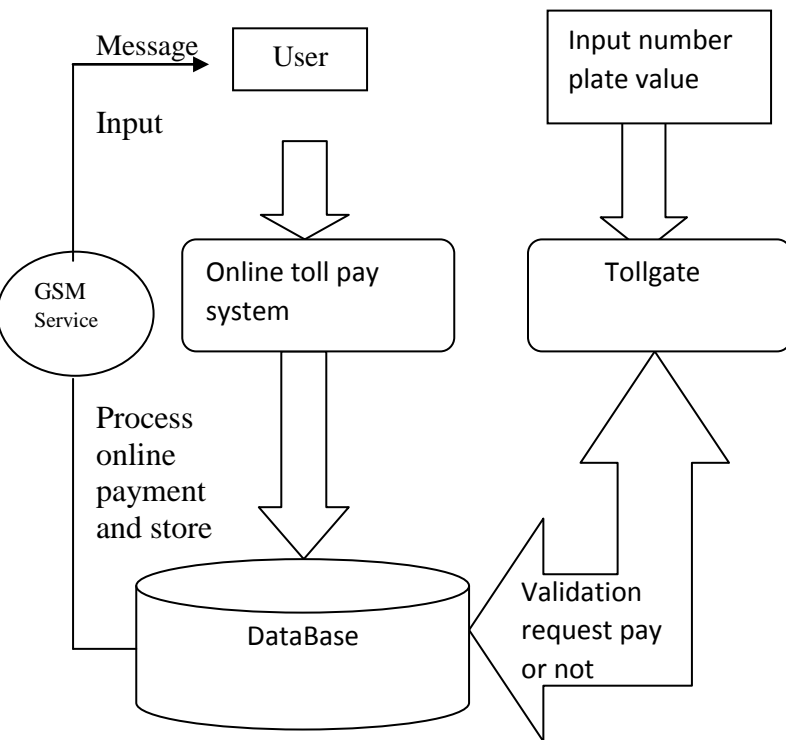 Message
User
Input number
plate value
Input
Online toll pay
system
Tollgate
GSM
Service
Process
online
payment
and store
DataBase
Validation
request pay
or not